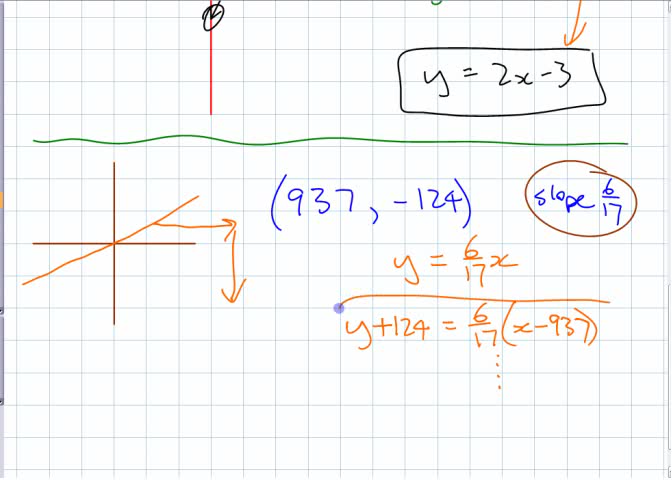 y = 2x-3
(937, -124)
slope 6/17
y = 6/17 x
y+124 = 6/17 (x-937)